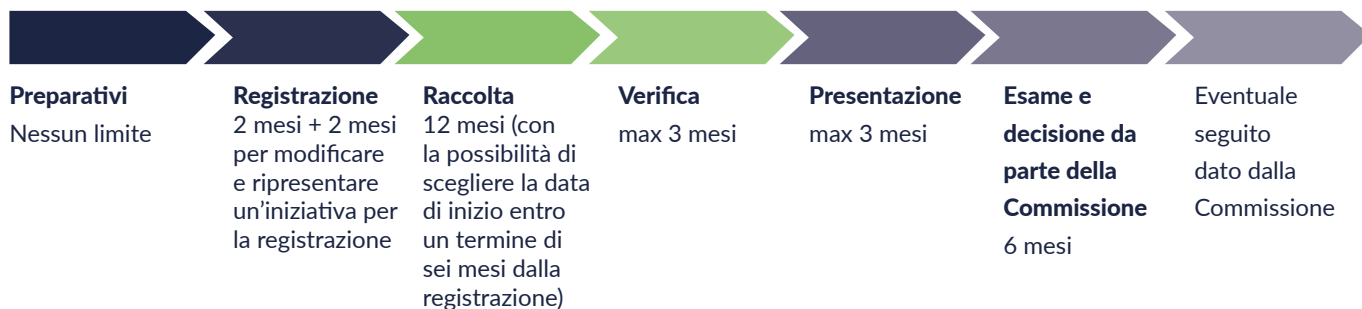 Preparativi
Nessun limite
Registrazione
2 mesi + 2 mesi
per modificare
e ripresentare
un’iniziativa per
la registrazione
Raccolta
12 mesi (con
la possibilità di
scegliere la data
di inizio entro
un termine di
sei mesi dalla
registrazione)
Verifica
max 3 mesi
Presentazione
max 3 mesi
Esame e
decisione da
parte della
Commissione
6 mesi
Eventuale
seguito
dato dalla
Commissione